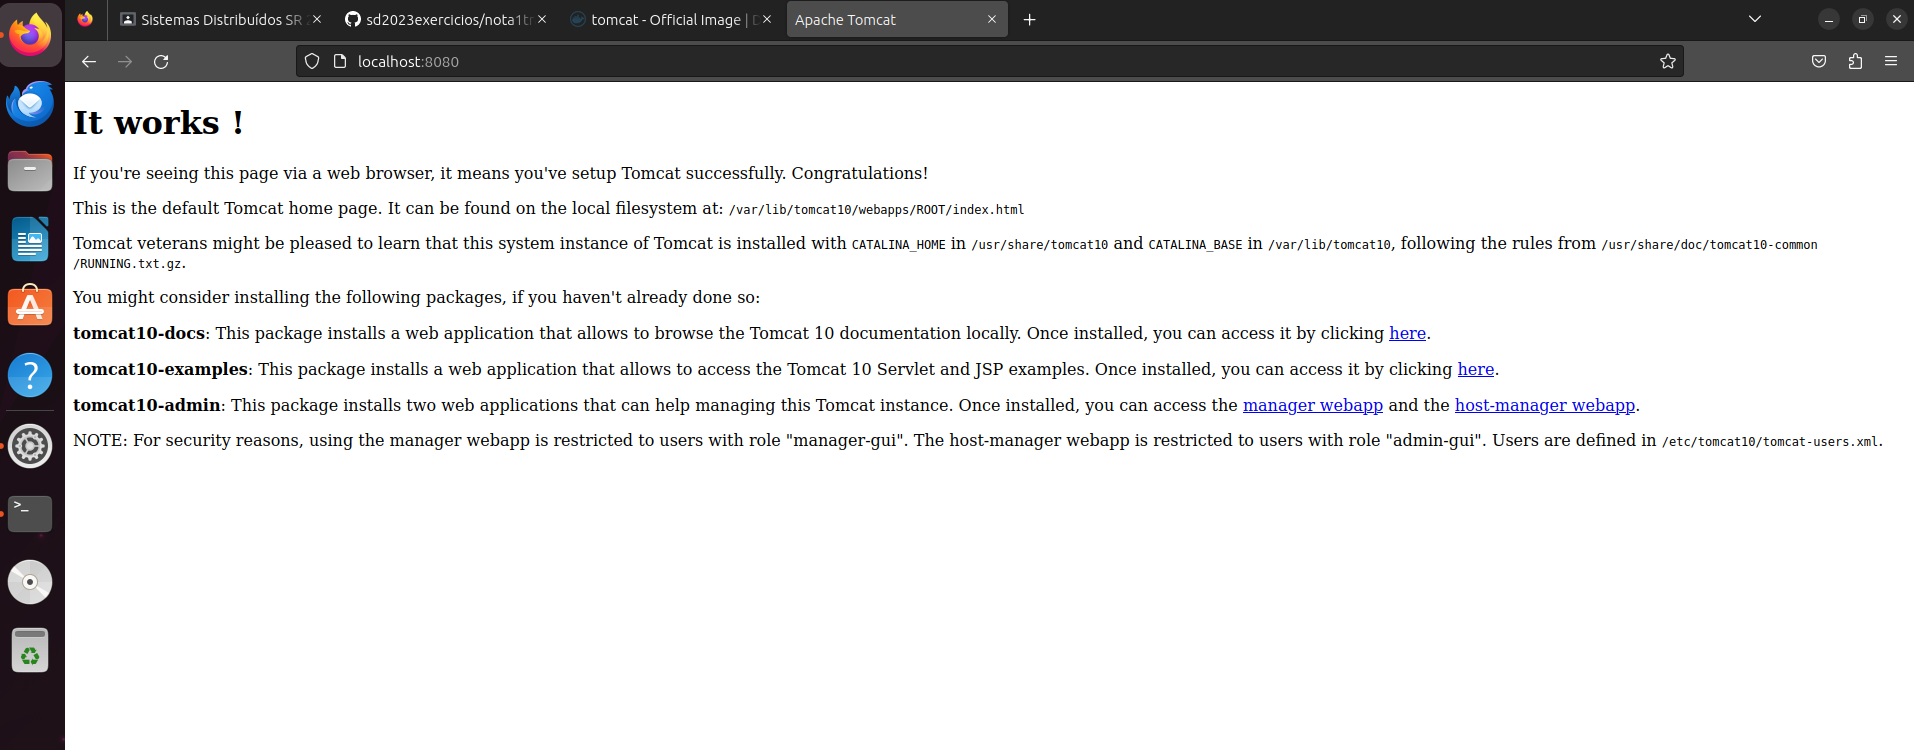 Sistemas Distribuídos SR
sd2023exercicios/nota1tr
tomcat - Official Image | D
Apache Tomcat
localhost:8080
It works !
If you're seeing this page via a web browser, it means you've setup Tomcat successfully. Congratulations!
This is the default Tomcat home page. It can be found on the local filesystem at: /var/lib/tomcat10/webapps/ROOT/index.html
Tomcat veterans might be pleased to learn that this system instance of Tomcat is installed with CATALINA_HOME in /usr/share/tomcat10 and CATALINA_BASE in /var/lib/tomcat10, following the rules from /usr/share/doc/tomcat10-common
/RUNNING.txt.gz.
You might consider installing the following packages, if you haven't already done so:
tomcat10-docs: This package installs a web application that allows to browse the Tomcat 10 documentation locally. Once installed, you can access it by clicking here.
tomcat10-examples: This package installs a web application that allows to access the Tomcat 10 Servlet and JSP examples. Once installed, you can access it by clicking here.
tomcat10-admin: This package installs two web applications that can help managing this Tomcat instance. Once installed, you can access the manager webapp and the host-manager webapp.
NOTE: For security reasons, using the manager webapp is restricted to users with role "manager-gui". The host-manager webapp is restricted to users with role "admin-gui". Users are defined in /etc/tomcat10/tomcat-users.xml.